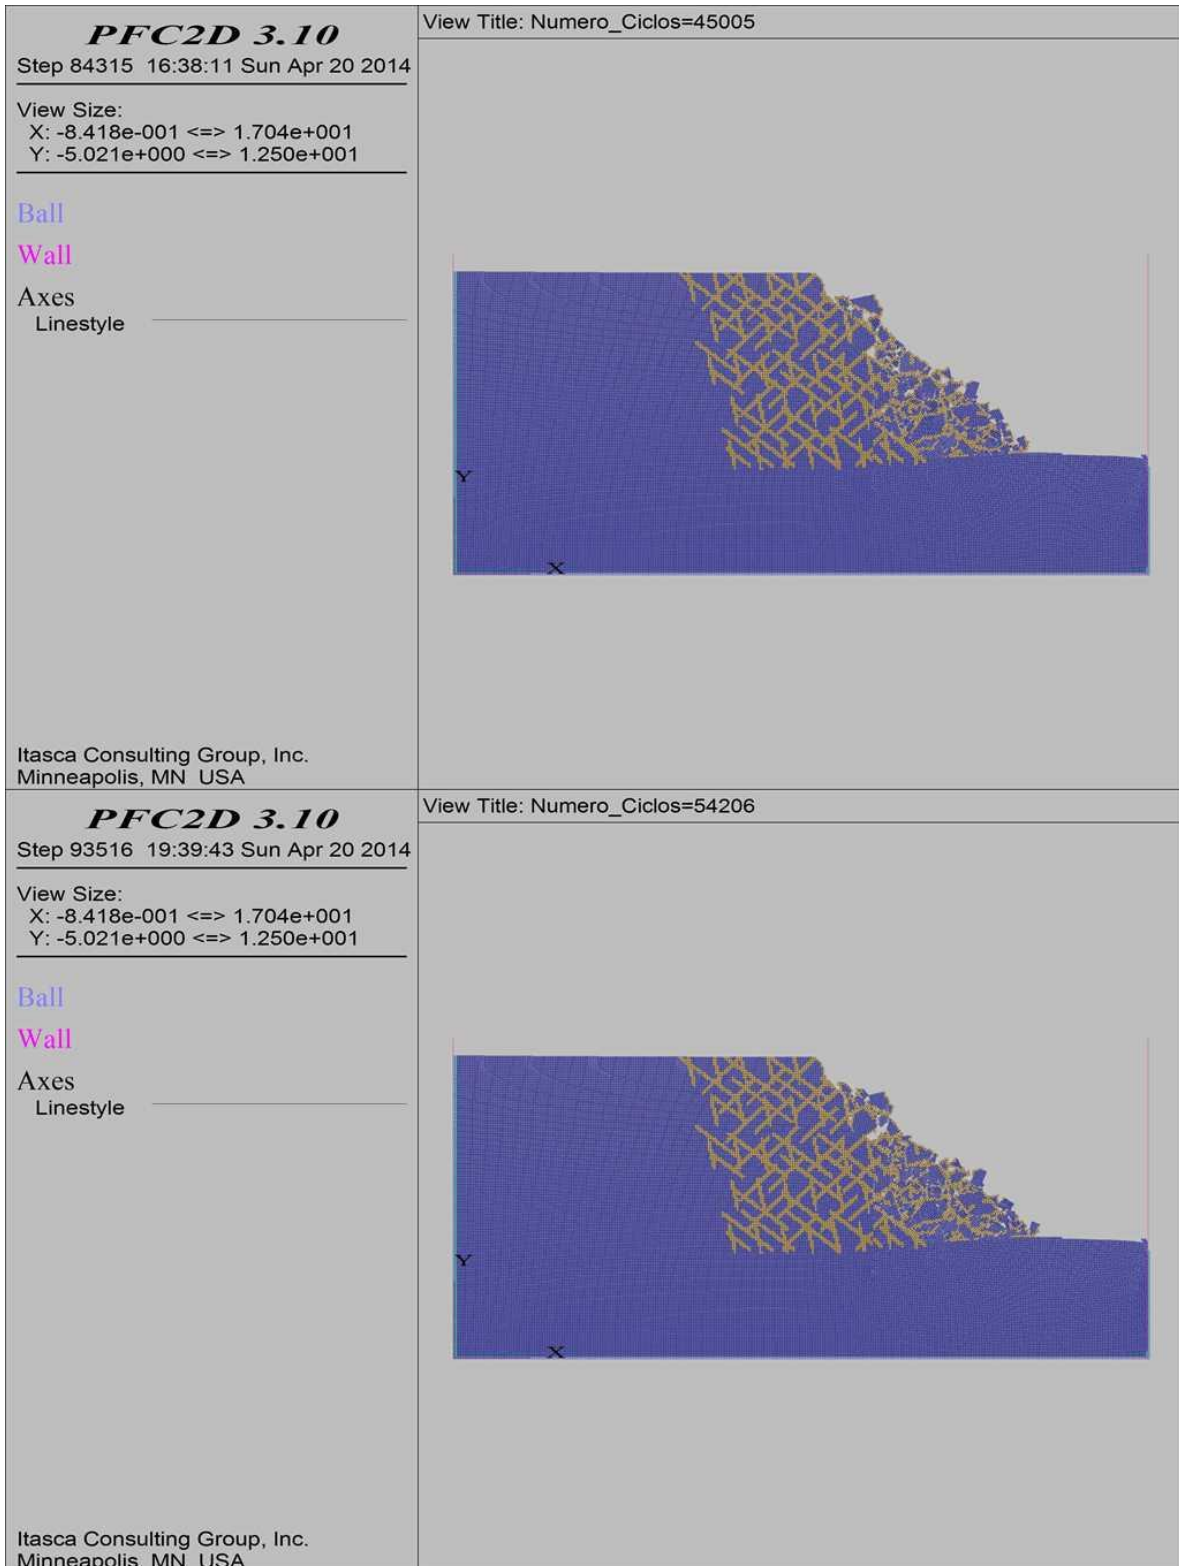 PFC2D 3.10
Step 84315  16:38:11 Sun Apr 20 2014
View Size:
X: -8.418e-001 <=> 1.704e+001
Y: -5.021e+000 <=> 1.250e+001
Ball
Wall
Axes
Linestyle
Itasca Consulting Group, Inc.
Minneapolis, MN  USA
View Title: Numero_Ciclos=45005
Y
X
PFC2D 3.10
Step 93516  19:39:43 Sun Apr 20 2014
View Size:
X: -8.418e-001 <=> 1.704e+001
Y: -5.021e+000 <=> 1.250e+001
Ball
Wall
Axes
Linestyle
Itasca Consulting Group, Inc.
Minneapolis, MN  USA
View Title: Numero_Ciclos=54206
Y
X